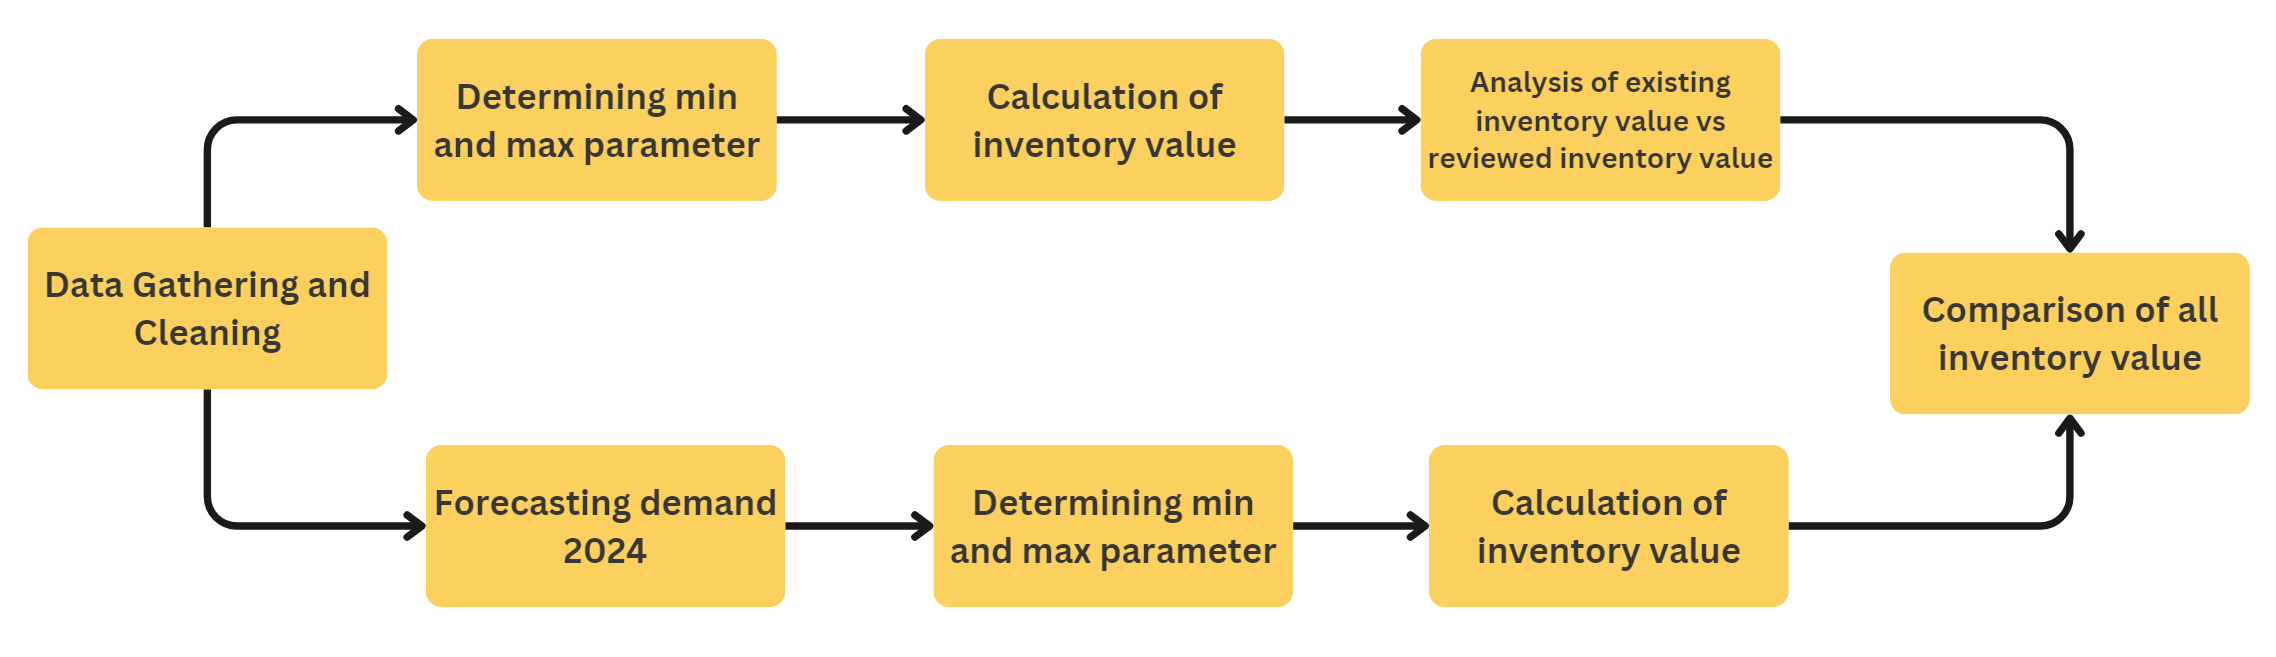 Data Gathering and
Cleaning
Determining min
and max parameter
Calculation of
inventory value
Analysis of existing
inventory value vs
reviewed inventory value
Forecasting demand
2024
Determining min
and max parameter
Calculation of
inventory value
Comparison of all
inventory value